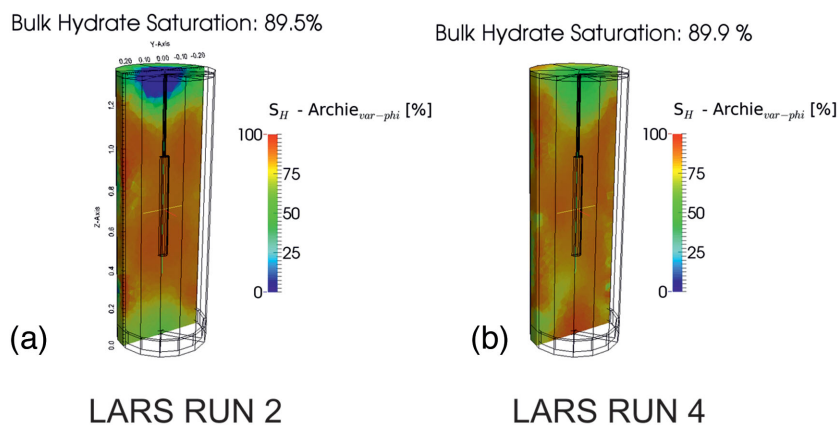 Bulk Hydrate Saturation: 89.5%
Y-Axis
0.20 0.10 0.00 -0.10 -0.20
Z-Axis
1.2
1.0
0.8
0.6
0.4
0.2
0.0
S_H - Archie_var−phi [%]
100
75
50
25
0
(a)
LARS RUN 2
Bulk Hydrate Saturation: 89.9 %
S_H - Archie_var−phi [%]
100
75
50
25
0
(b)
LARS RUN 4